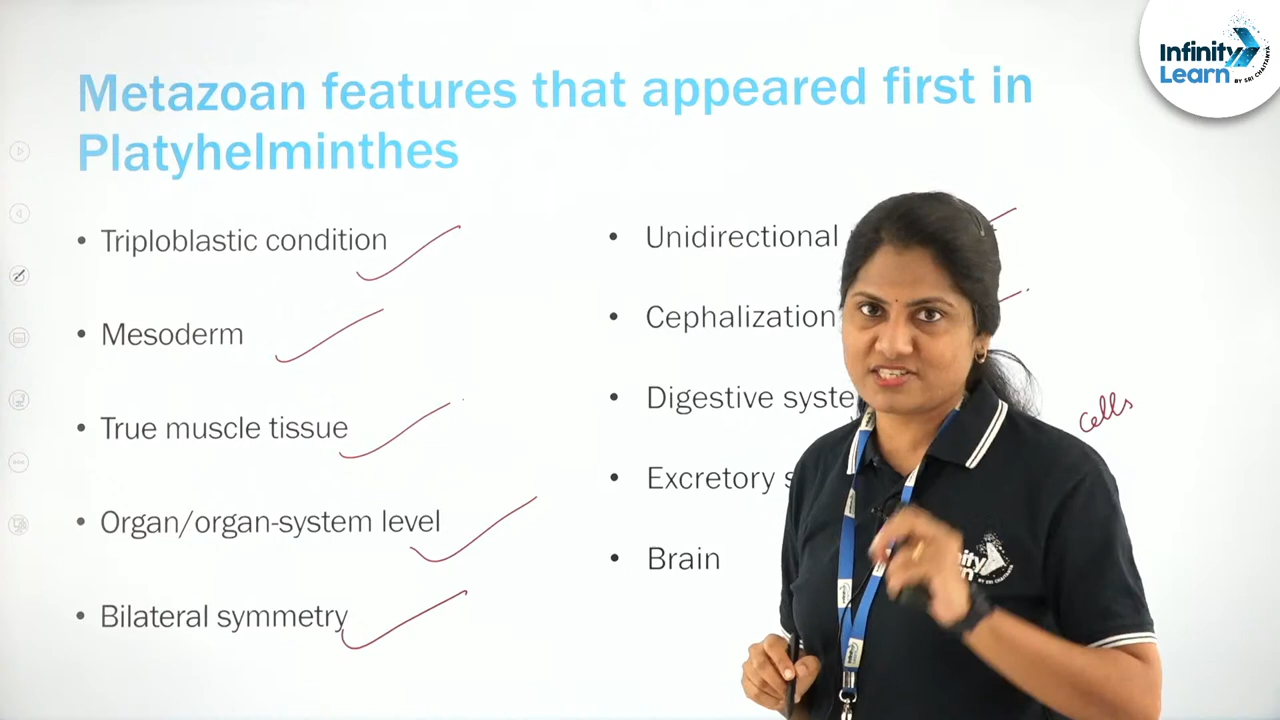 Infinity
Learn
BY SRI CHAITANYA
Metazoan features that appeared first in
Platyhelminthes
• Triploblastic condition
• Mesoderm
• True muscle tissue
• Organ/organ-system level
• Bilateral symmetry
• Unidirectional
• Cephalization
• Digestive syste
• Excretory s
• Brain
cells